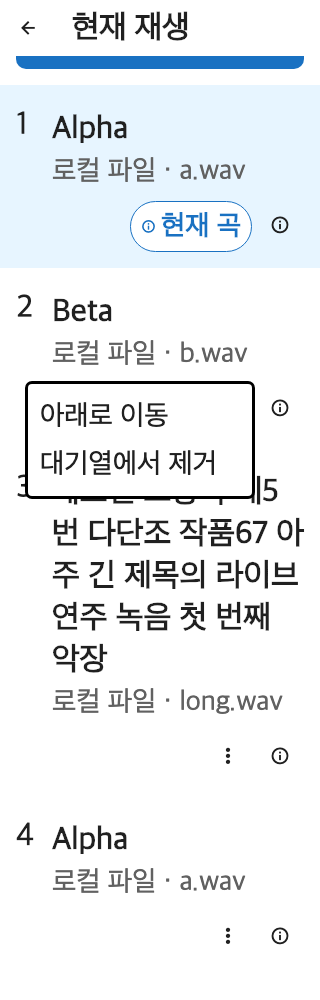 현재 재생
1
Alpha
로컬 파일 · a.wav
현재 곡
2
Beta
로컬 파일 · b.wav
아래로 이동
대기열에서 제거
3
5
번 다단조 작품67 아
주 긴 제목의 라이브
연주 녹음 첫 번째
악장
로컬 파일 · long.wav
4
Alpha
로컬 파일 · a.wav